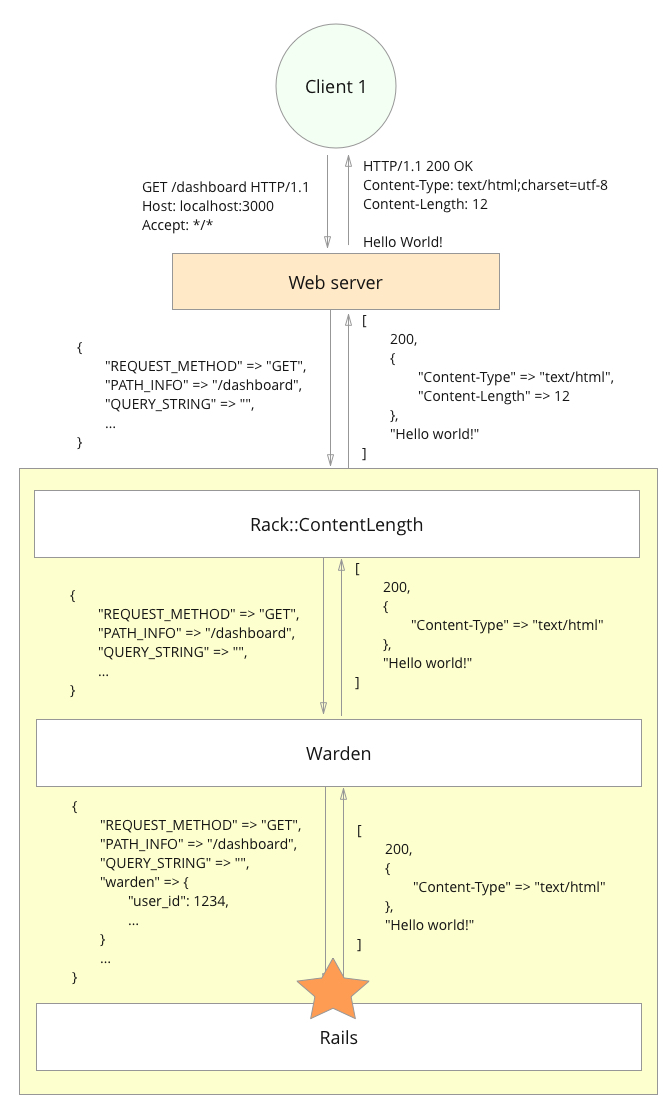 Client 1
GET /dashboard HTTP/1.1
Host: localhost:3000
Accept: */*
HTTP/1.1 200 OK
Content-Type: text/html;charset=utf-8
Content-Length: 12
Hello World!
Web server
{
"REQUEST_METHOD" => "GET",
"PATH_INFO" => "/dashboard",
"QUERY_STRING" => "",
...
}
[
200,
{
"Content-Type" => "text/html",
"Content-Length" => 12
},
"Hello world!"
]
Rack::ContentLength
{
"REQUEST_METHOD" => "GET",
"PATH_INFO" => "/dashboard",
"QUERY_STRING" => "",
...
}
[
200,
{
"Content-Type" => "text/html"
},
"Hello world!"
]
Warden
{
"REQUEST_METHOD" => "GET",
"PATH_INFO" => "/dashboard",
"QUERY_STRING" => "",
"warden" => {
"user_id": 1234,
...
}
...
}
[
200,
{
"Content-Type" => "text/html"
},
"Hello world!"
]
Rails